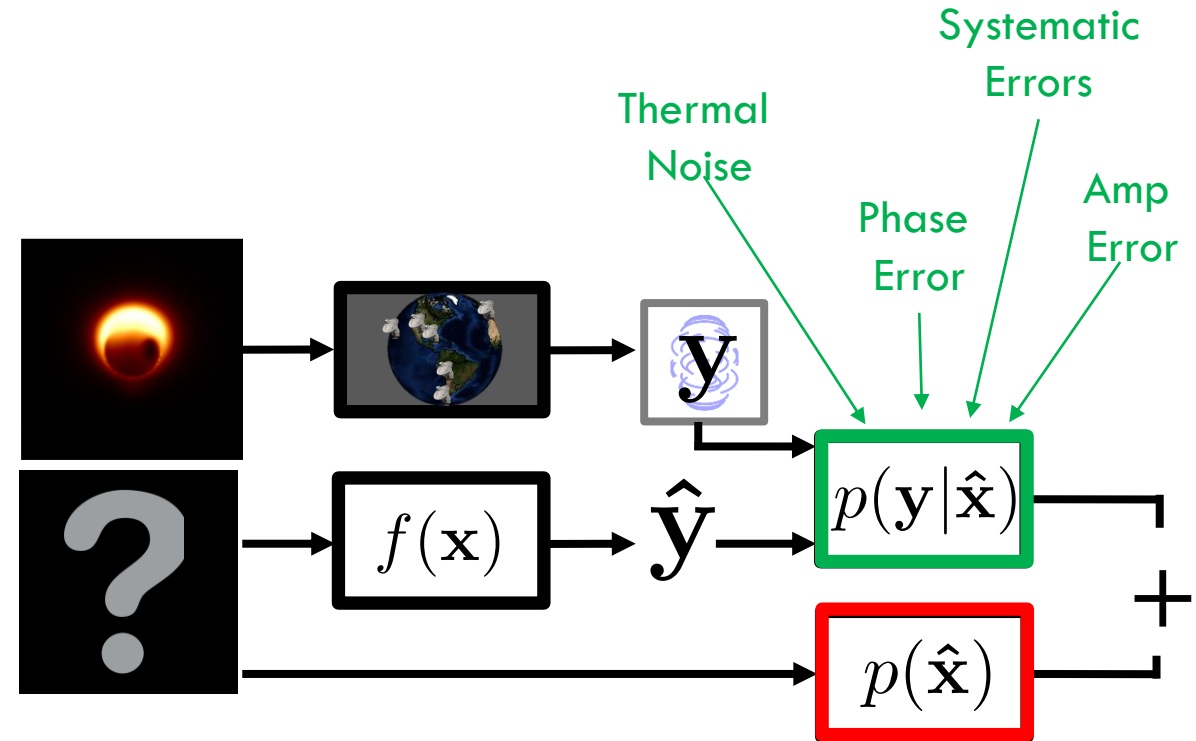 Systematic
Errors
Thermal
Noise
Amp
Error
Phase
Error
y
?
f(x)
ŷ
p(y|x̂)
+
p(x̂)